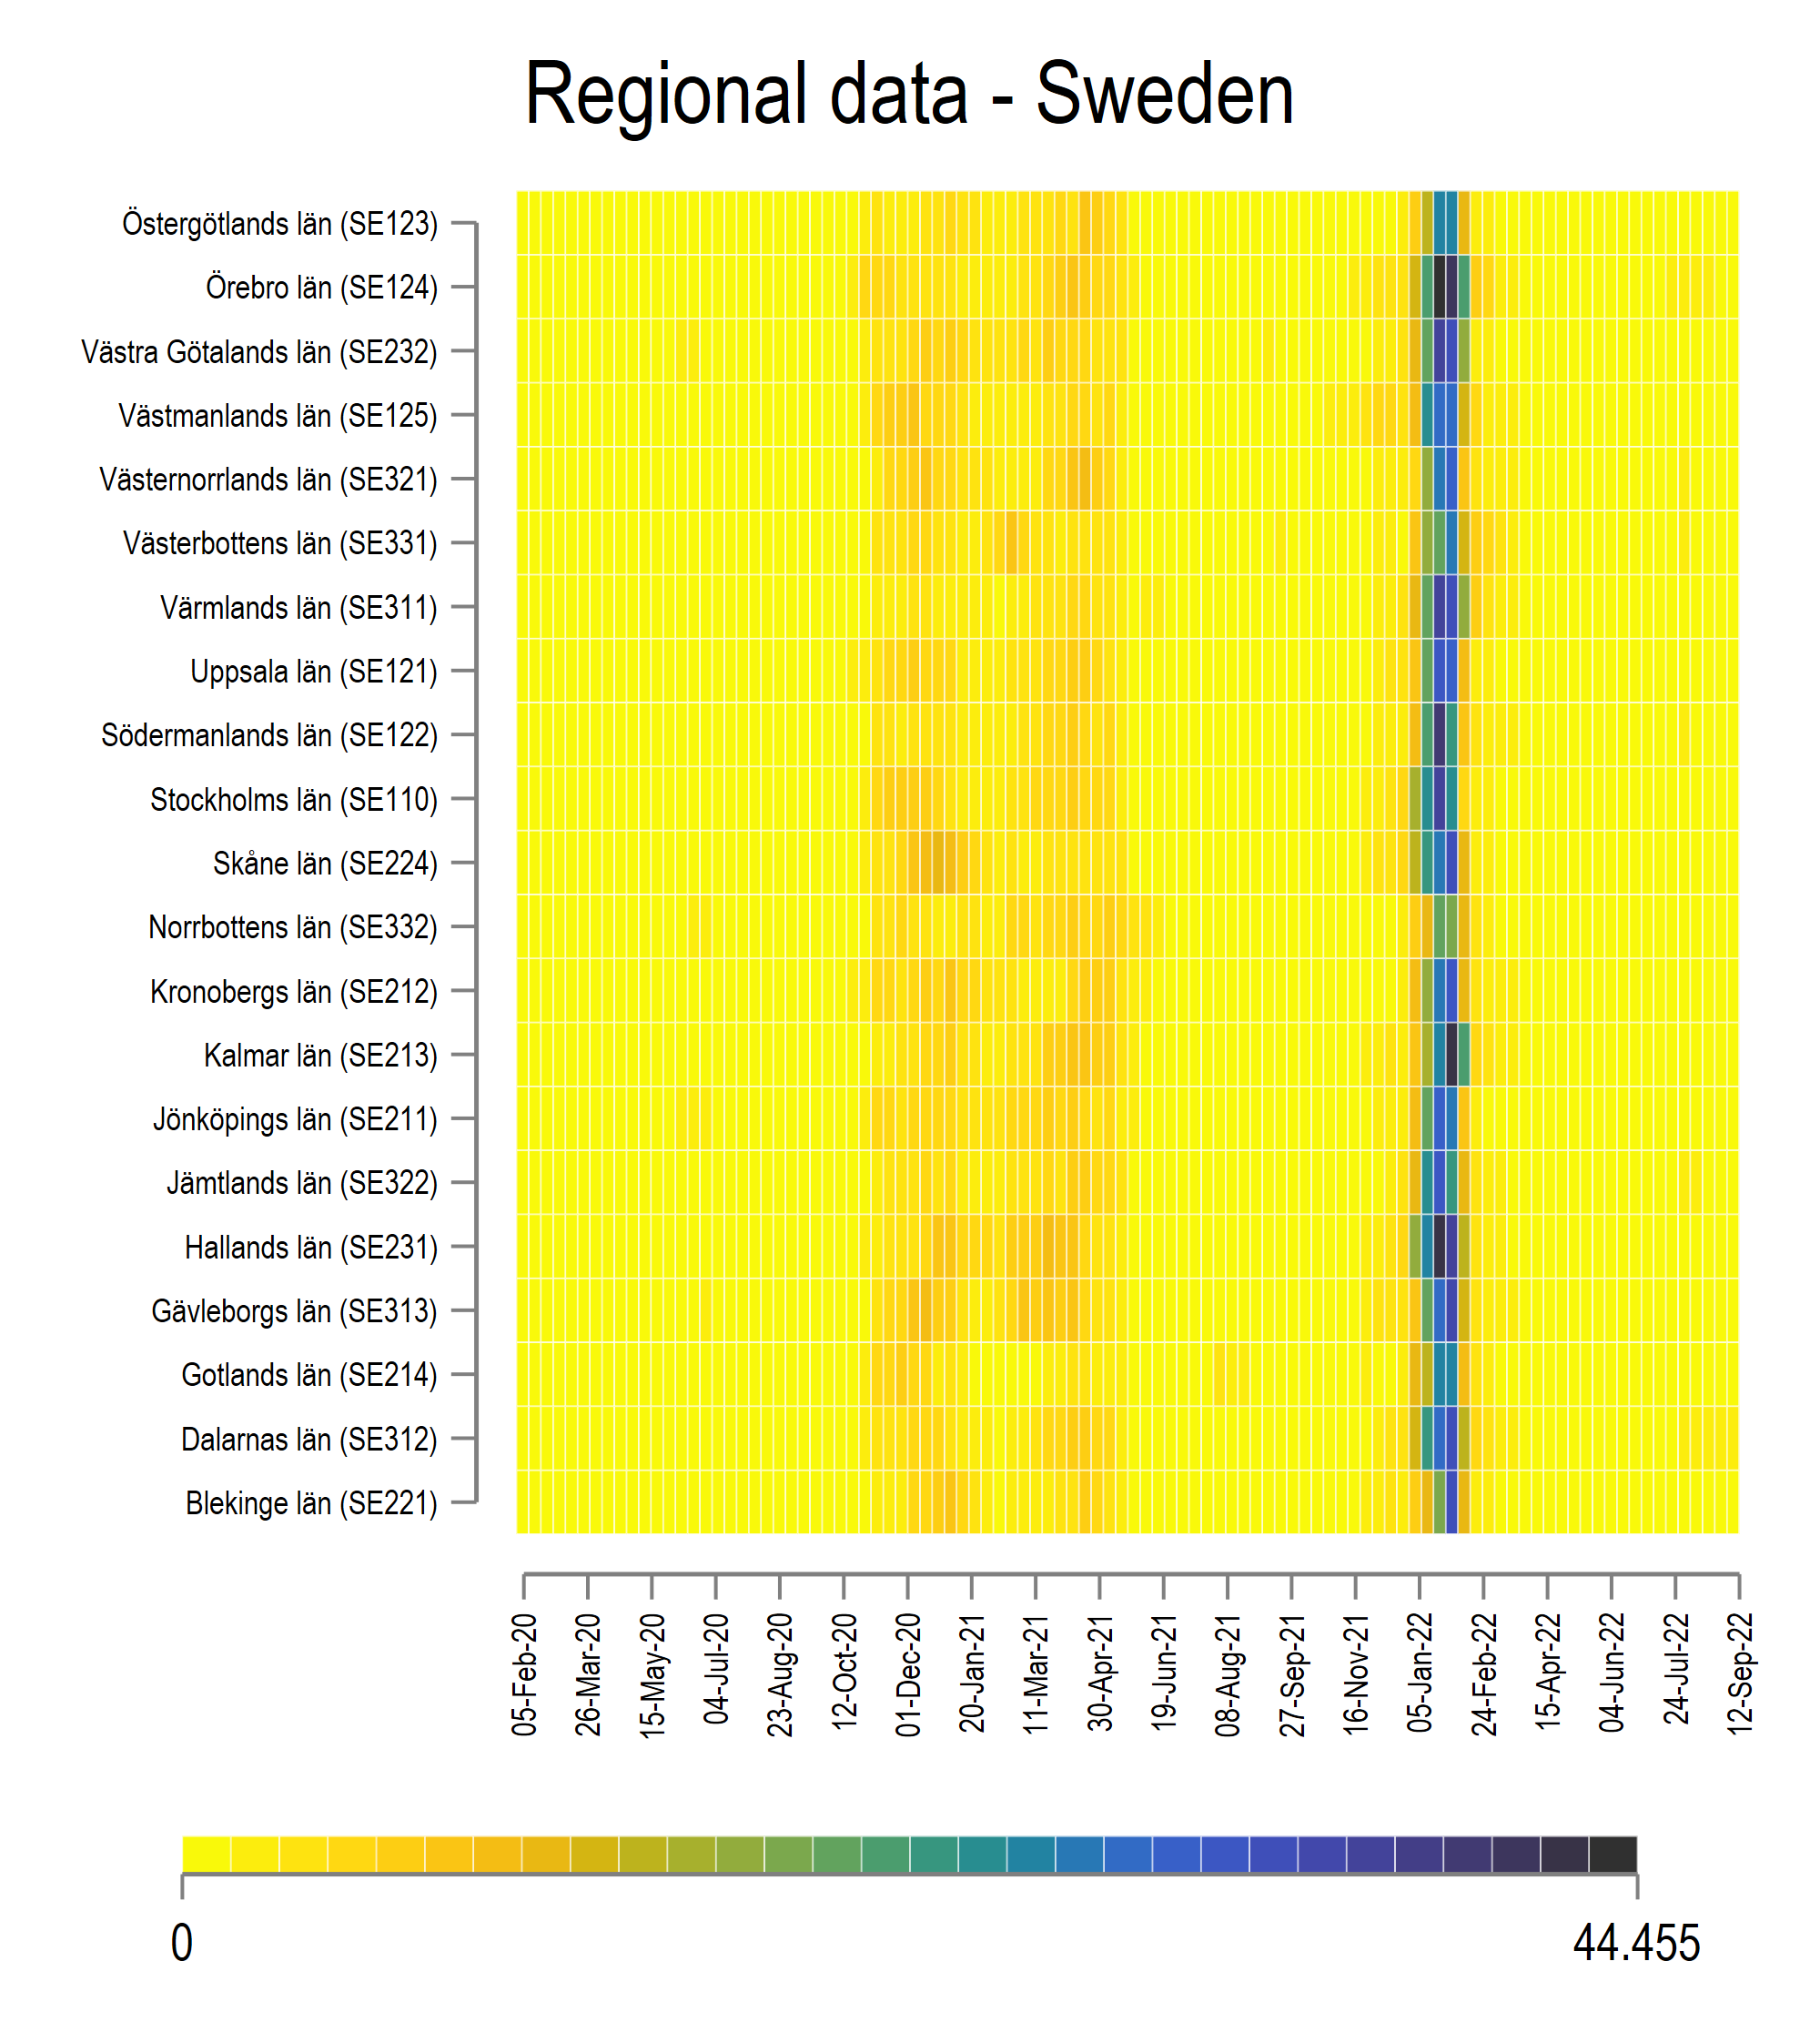 Regional data - Sweden
Östergötlands län (SE123)
Örebro län (SE124)
Västra Götalands län (SE232)
Västmanlands län (SE125)
Västernorrlands län (SE321)
Västerbottens län (SE331)
Värmlands län (SE311)
Uppsala län (SE121)
Södermanlands län (SE122)
Stockholms län (SE110)
Skåne län (SE224)
Norrbottens län (SE332)
Kronobergs län (SE212)
Kalmar län (SE213)
Jönköpings län (SE211)
Jämtlands län (SE322)
Hallands län (SE231)
Gävleborgs län (SE313)
Gotlands län (SE214)
Dalarnas län (SE312)
Blekinge län (SE221)
05-Feb-20
26-Mar-20
15-May-20
04-Jul-20
23-Aug-20
12-Oct-20
01-Dec-20
20-Jan-21
11-Mar-21
30-Apr-21
19-Jun-21
08-Aug-21
27-Sep-21
16-Nov-21
05-Jan-22
24-Feb-22
15-Apr-22
04-Jun-22
24-Jul-22
12-Sep-22
0
44.455